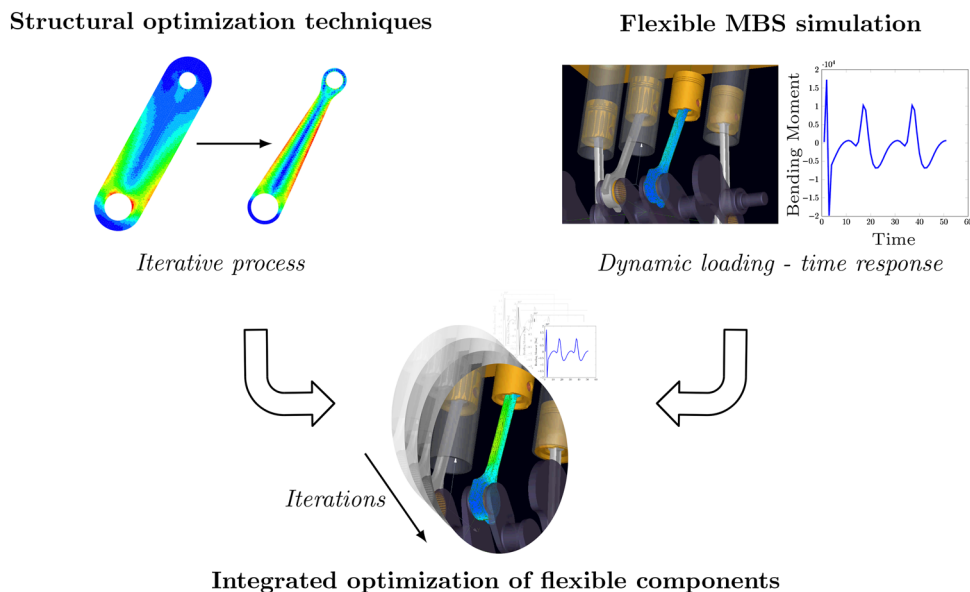 Structural optimization techniques
Flexible MBS simulation
×10⁴
2
1.5
1
0.5
0
−0.5
−1
−1.5
−2
0 10 20 30 40 50 60
Bending Moment
Time
Iterative process
Dynamic loading - time response
Iterations
Integrated optimization of flexible components